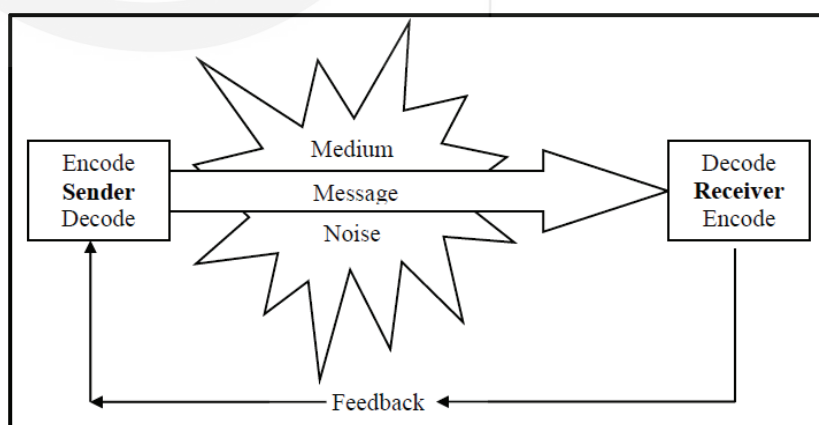 Encode
Sender
Decode
Medium
Message
Noise
Decode
Receiver
Encode
Feedback